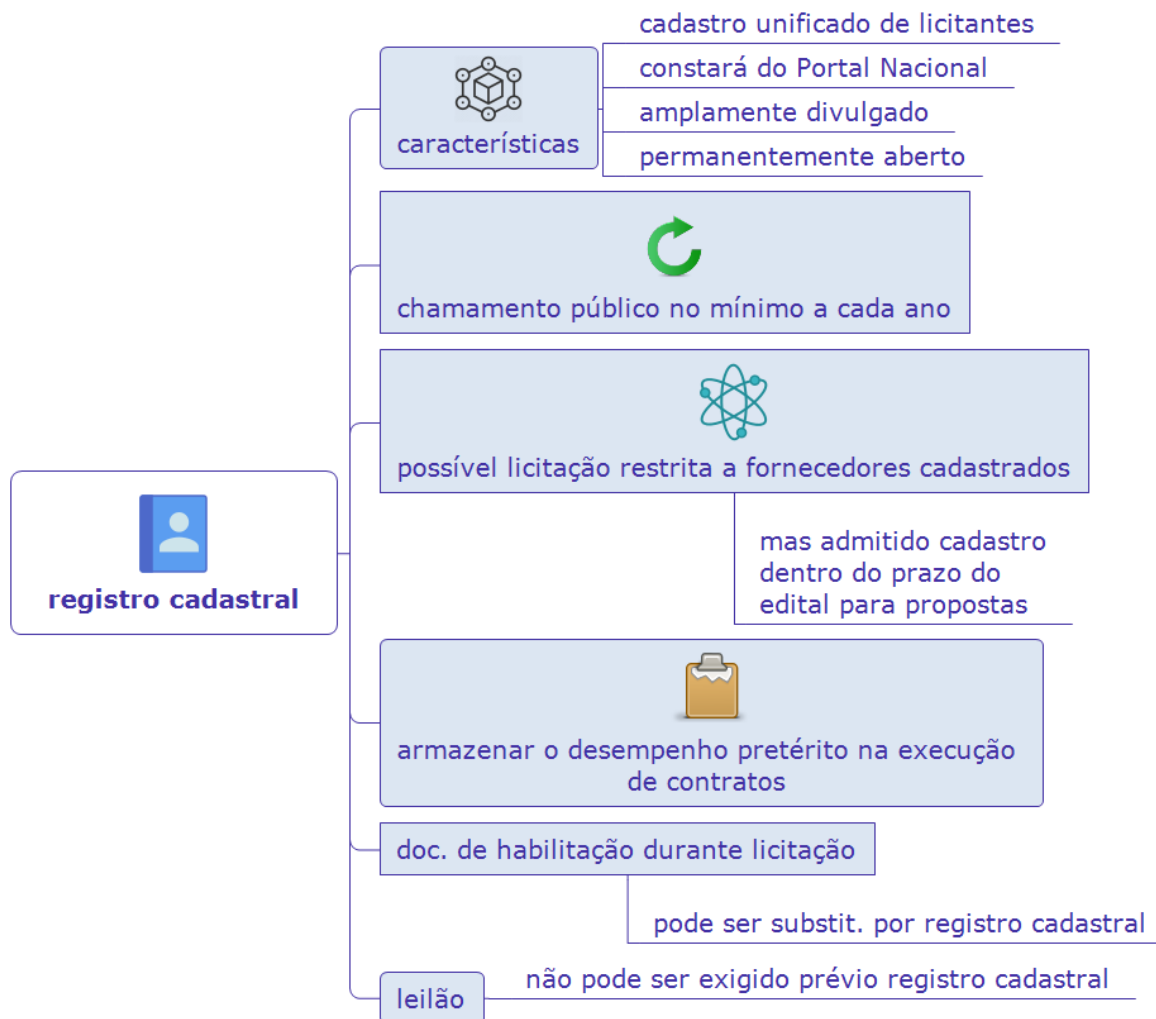 cadastro unificado de licitantes
constará do Portal Nacional
características
amplamente divulgado
permanentemente aberto
chamamento público no mínimo a cada ano
possível licitação restrita a fornecedores cadastrados
mas admitido cadastro
dentro do prazo do
edital para propostas
registro cadastral
armazenar o desempenho pretérito na execução
de contratos
doc. de habilitação durante licitação
pode ser substit. por registro cadastral
leilão
não pode ser exigido prévio registro cadastral